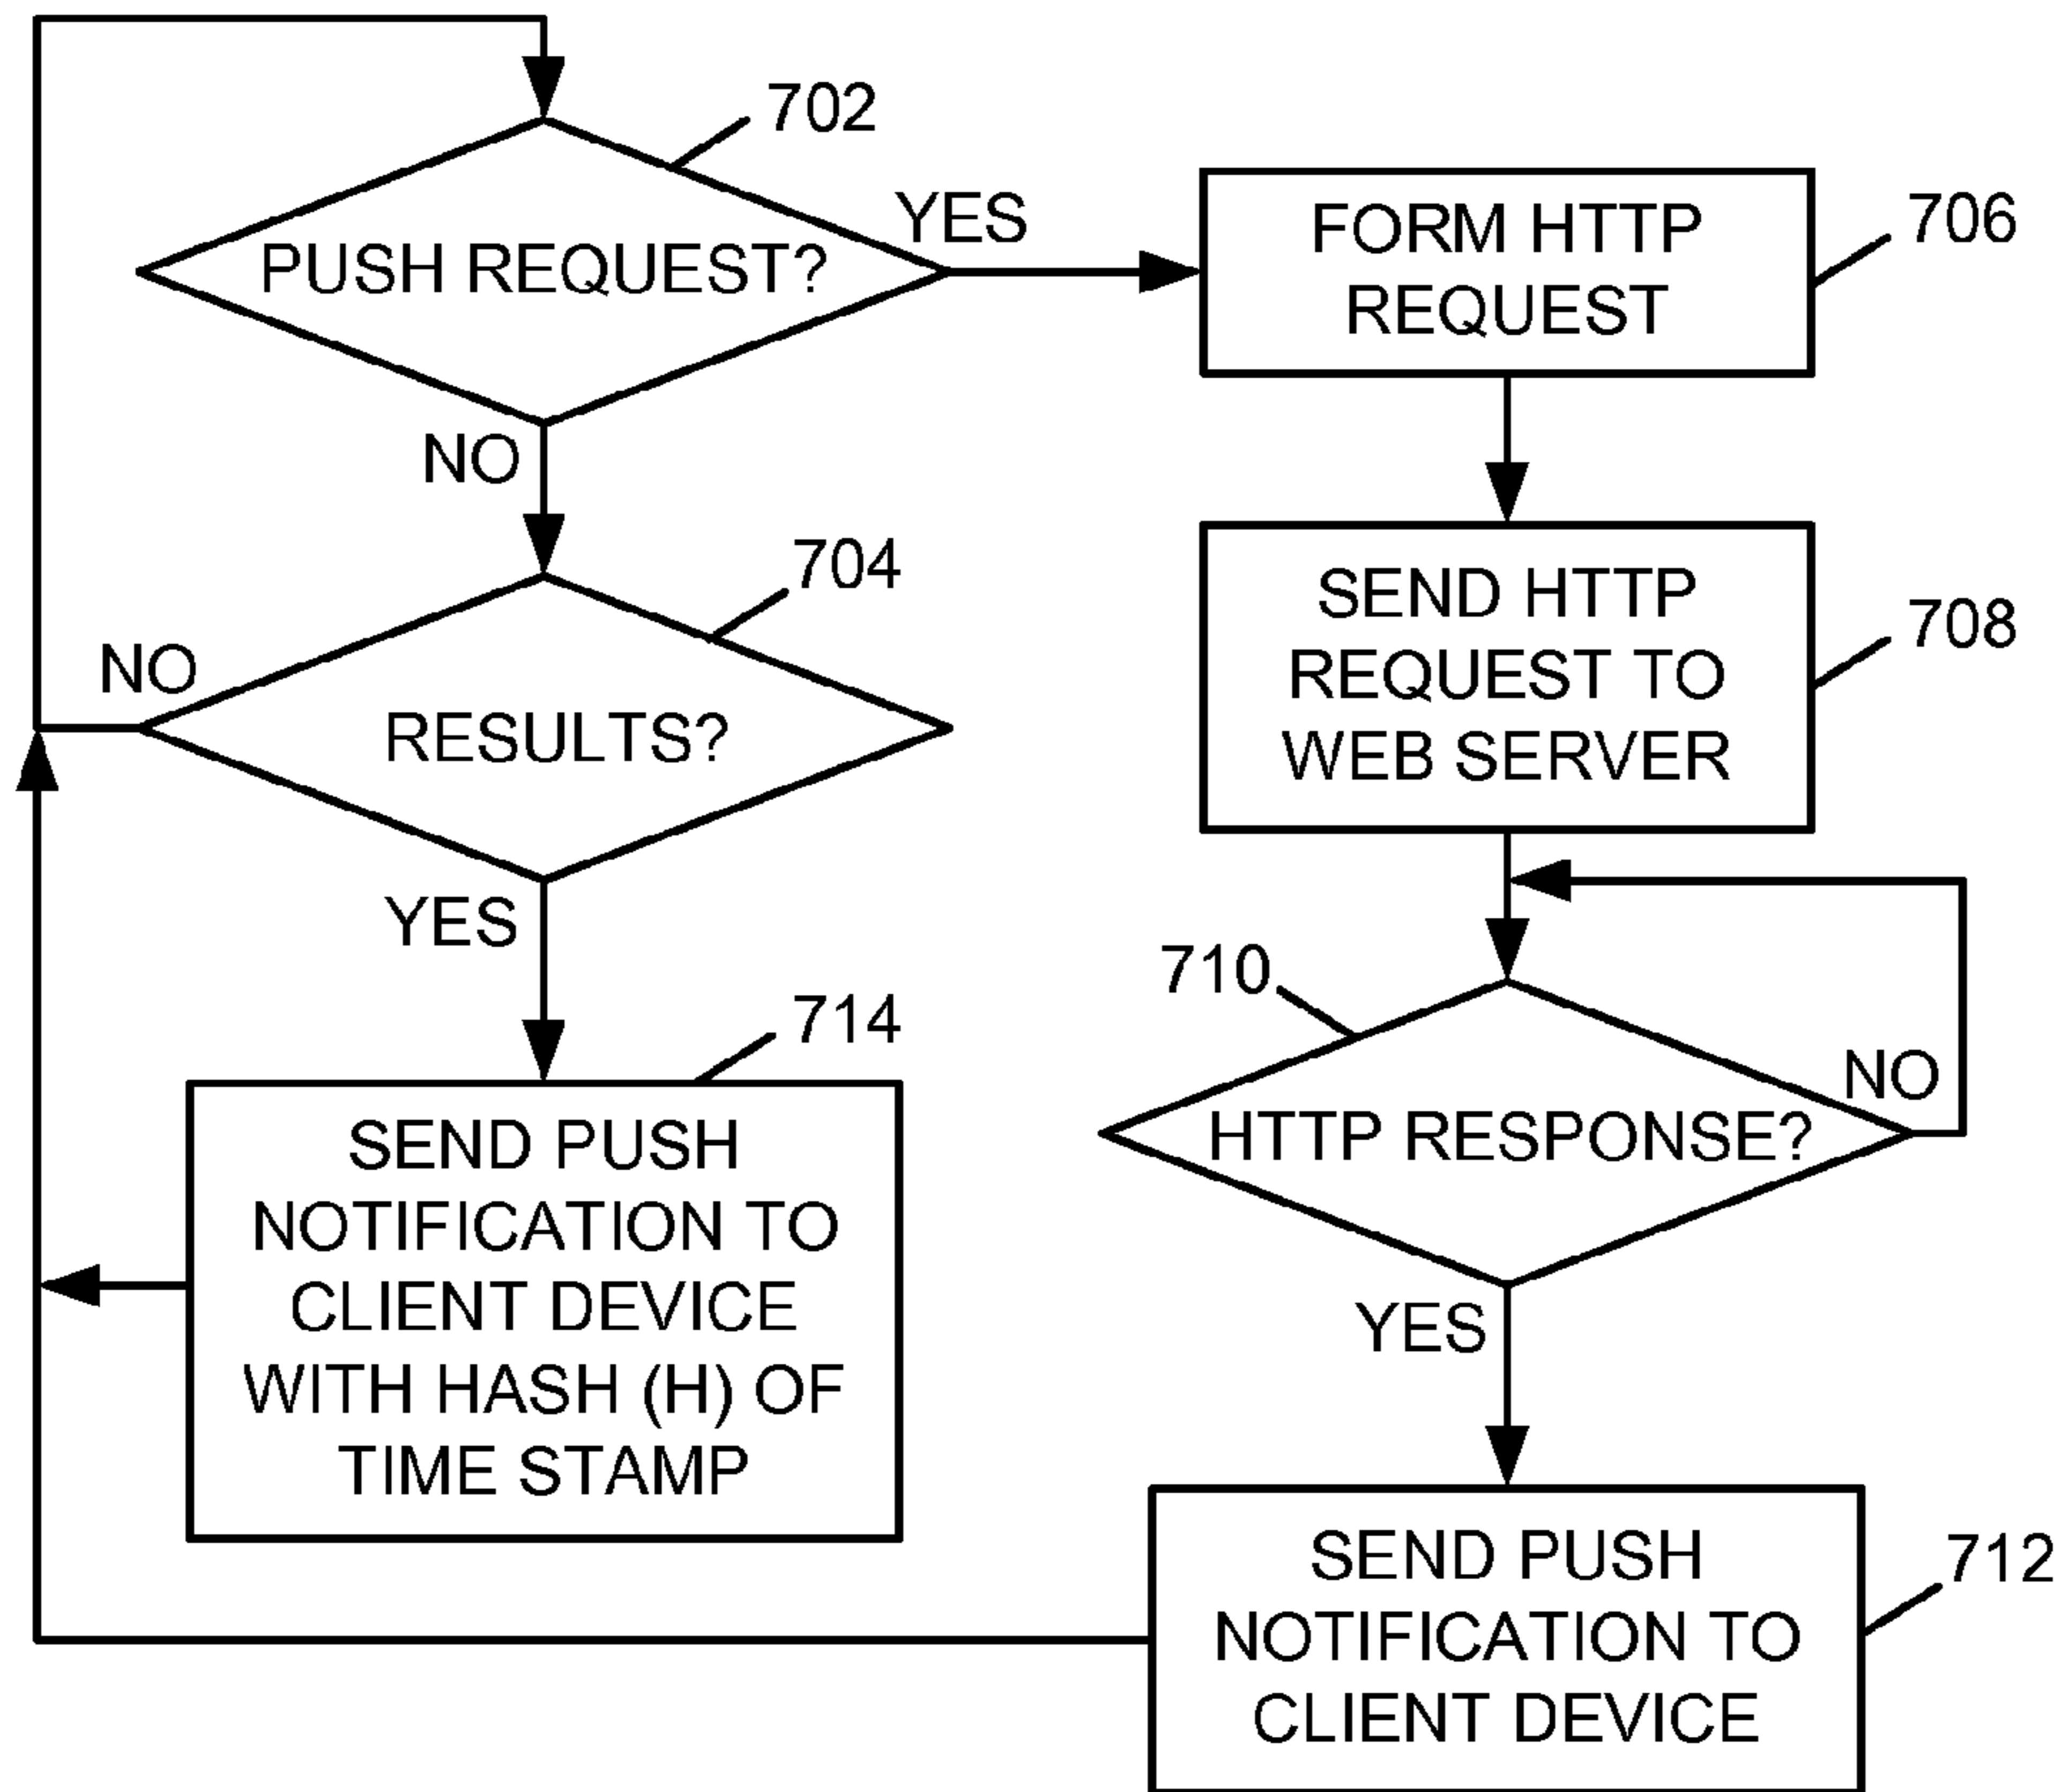 702
PUSH REQUEST?
YES
NO
704
RESULTS?
NO
YES
714
SEND PUSH
NOTIFICATION TO
CLIENT DEVICE
WITH HASH (H) OF
TIME STAMP
FORM HTTP
REQUEST
706
SEND HTTP
REQUEST TO
WEB SERVER
708
710
HTTP RESPONSE?
NO
YES
SEND PUSH
NOTIFICATION TO
CLIENT DEVICE
712